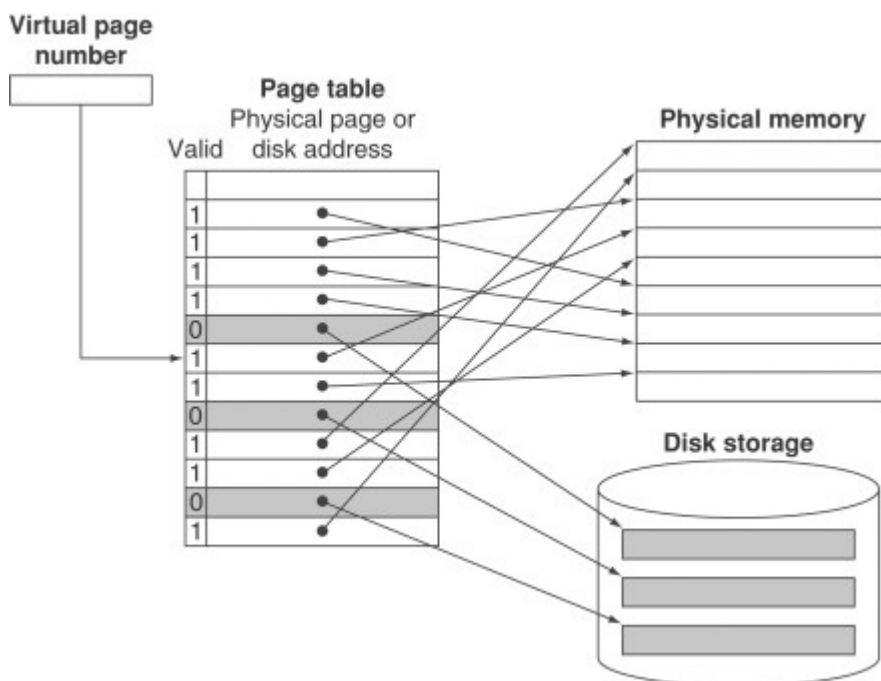 Virtual page
number
Page table
Physical page or
Valid disk address
Physical memory
1
1
1
1
0
1
1
0
1
1
0
1
Disk storage